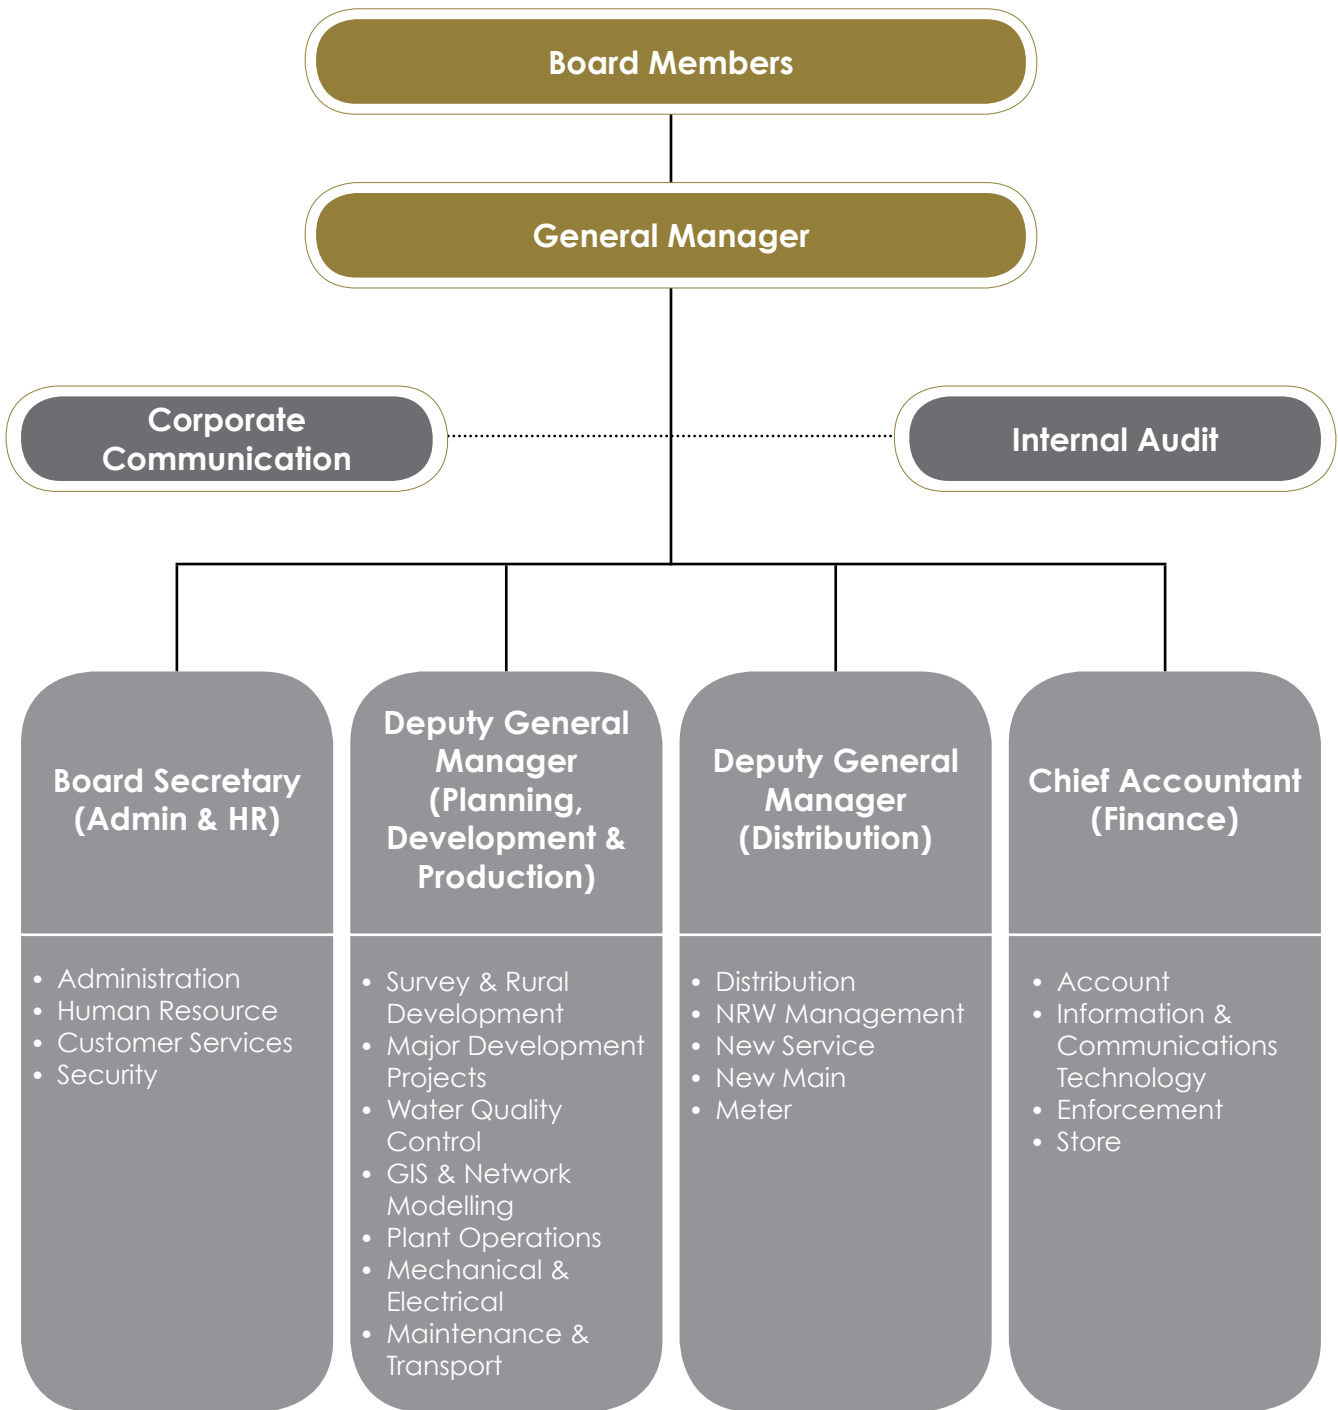 Board Members
General Manager
Corporate
Communication
Internal Audit
Board Secretary
(Admin & HR)
• Administration
• Human Resource
• Customer Services
• Security
Deputy General
Manager
(Planning,
Development &
Production)
• Survey & Rural
Development
• Major Development
Projects
• Water Quality
Control
• GIS & Network
Modelling
• Plant Operations
• Mechanical &
Electrical
• Maintenance &
Transport
Deputy General
Manager
(Distribution)
• Distribution
• NRW Management
• New Service
• New Main
• Meter
Chief Accountant
(Finance)
• Account
• Information &
Communications
Technology
• Enforcement
• Store